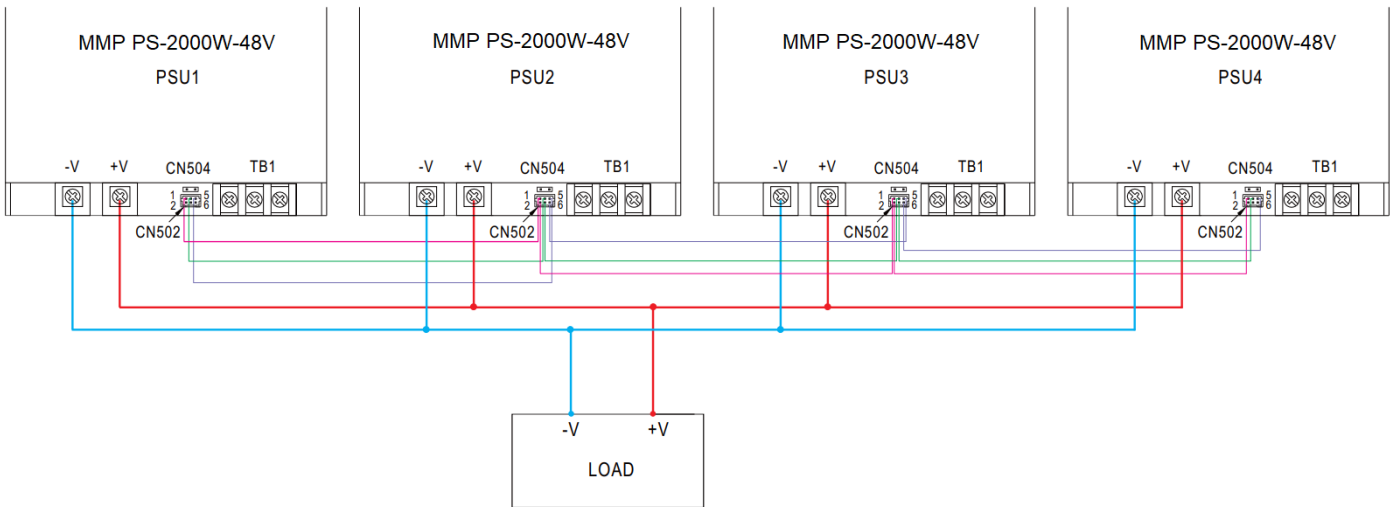 MMP PS-2000W-48V
PSU1
-V +V CN504 TB1
1 5
2 6
CN502
MMP PS-2000W-48V
PSU2
-V +V CN504 TB1
1 5
2 6
CN502
MMP PS-2000W-48V
PSU3
-V +V CN504 TB1
1 5
2 6
CN502
MMP PS-2000W-48V
PSU4
-V +V CN504 TB1
1 5
2 6
CN502
-V +V
LOAD